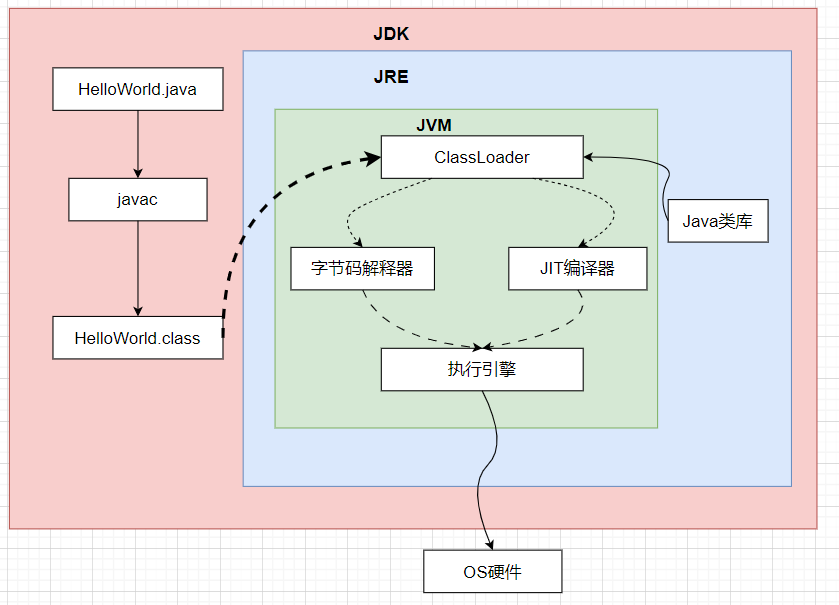 JDK
JRE
HelloWorld.java
JVM
ClassLoader
javac
Java类库
字节码解释器
JIT编译器
HelloWorld.class
执行引擎
OS硬件